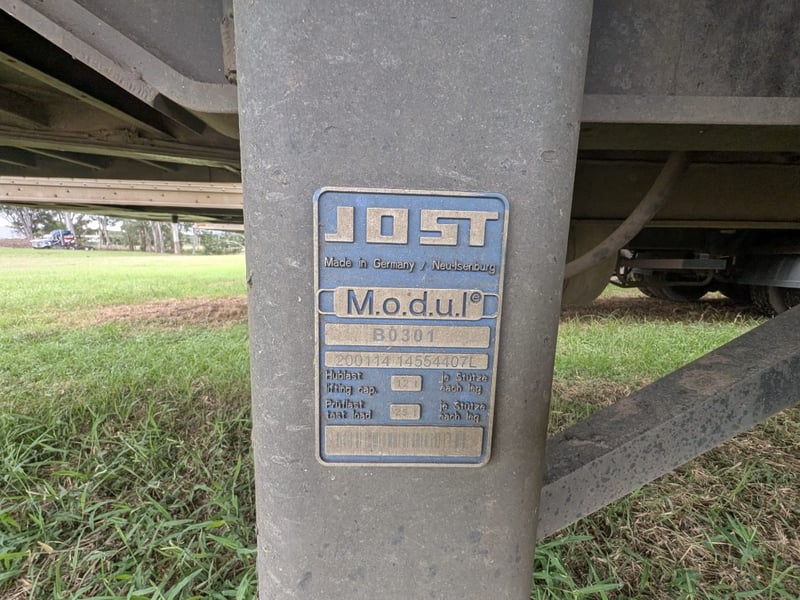 JOST
Made in Germany / Neu-Isenburg
M.o.d.u.l ®
B0301
200114 14554407L
Hublast
lifting cap. 12 t je Stütze
each leg
Prüflast
test load 25 t je Stütze
each leg